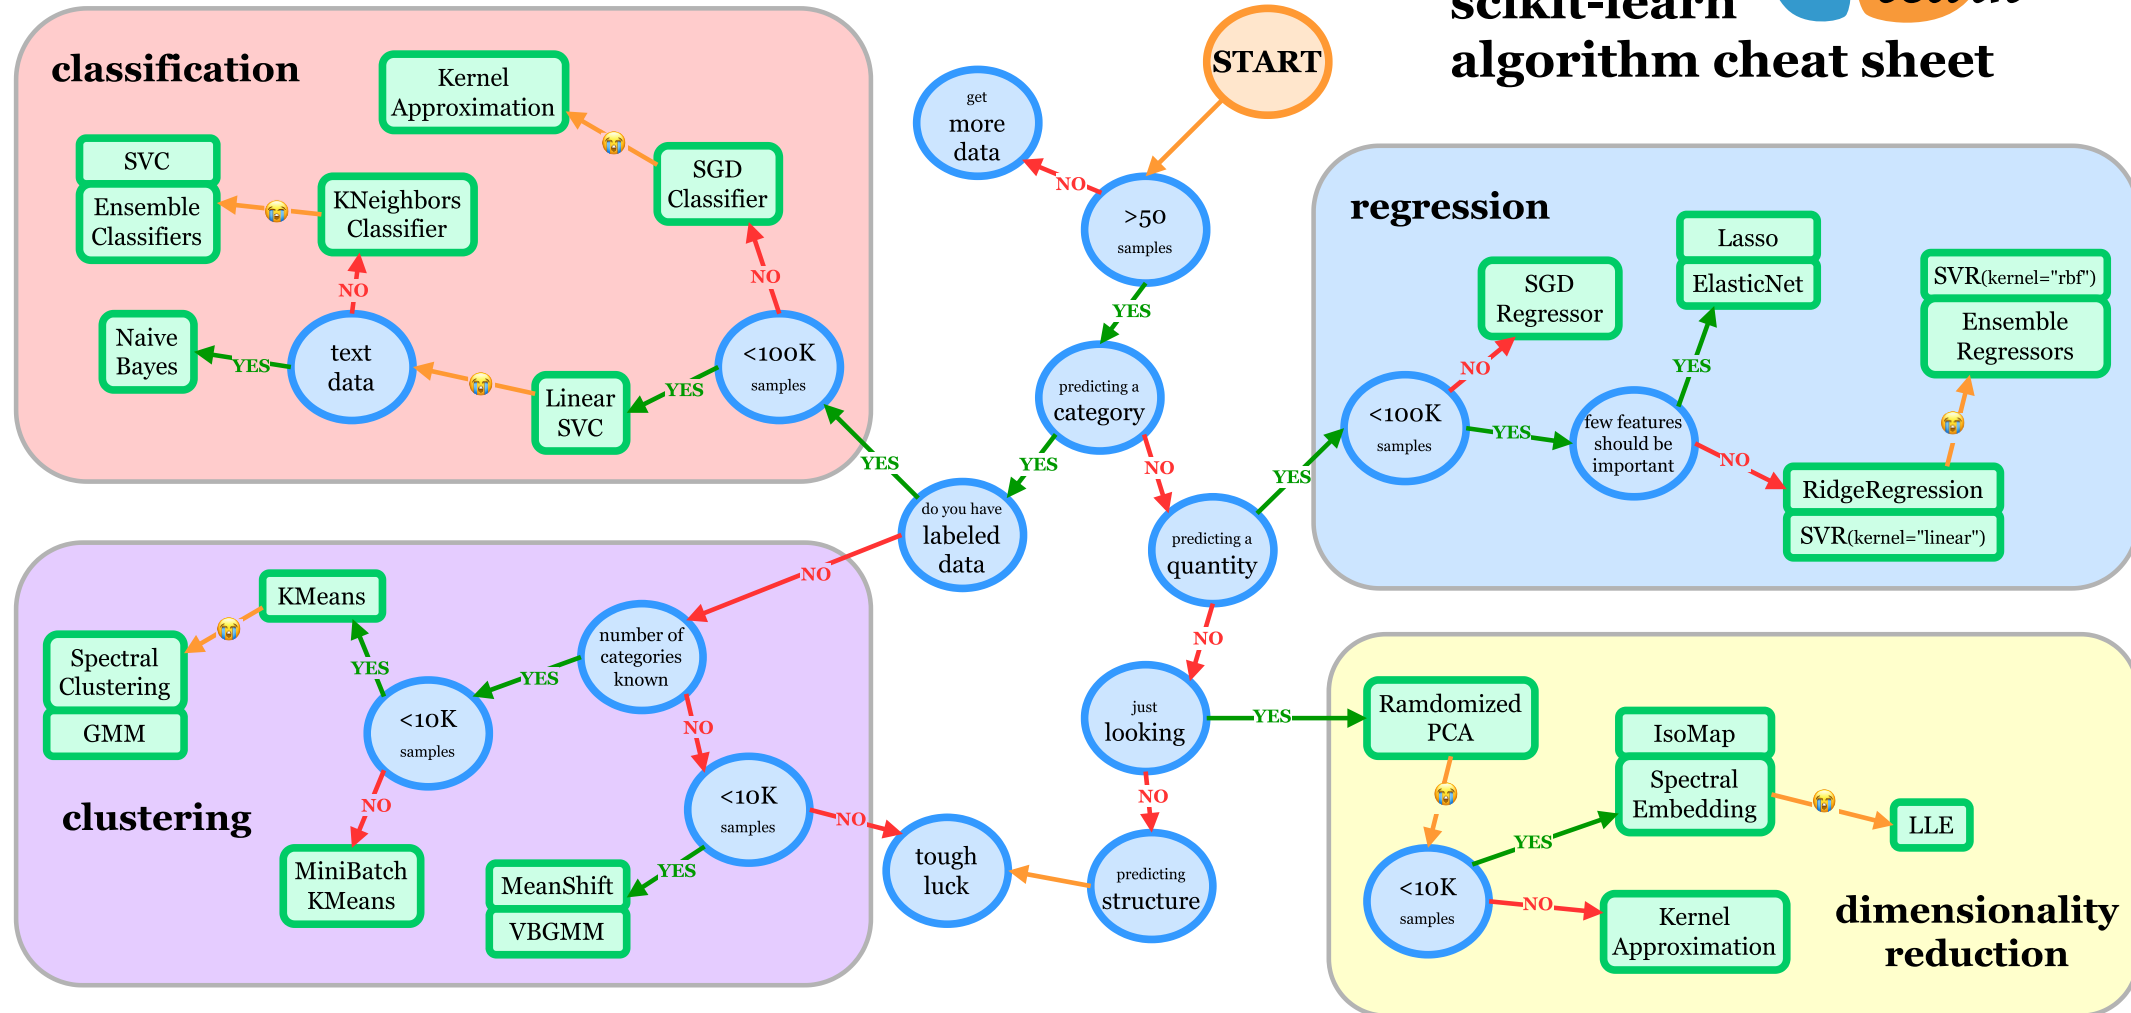 scikit-learn
algorithm cheat sheet
START
get
more
data
NO
>50
samples
YES
predicting a
category
YES
NO
do you have
labeled
data
YES
NO
predicting a
quantity
YES
NO
just
looking
YES
NO
predicting
structure
tough
luck
classification
Kernel
Approximation
SVC
Ensemble
Classifiers
KNeighbors
Classifier
SGD
Classifier
NO
NO
Naive
Bayes
YES
text
data
Linear
SVC
YES
<100K
samples
regression
Lasso
ElasticNet
SGD
Regressor
SVR(kernel="rbf")
Ensemble
Regressors
NO
YES
<100K
samples
YES
few features
should be
important
NO
RidgeRegression
SVR(kernel="linear")
clustering
KMeans
Spectral
Clustering
GMM
YES
<10K
samples
YES
number of
categories
known
NO
NO
MiniBatch
KMeans
<10K
samples
NO
YES
MeanShift
VBGMM
Ramdomized
PCA
IsoMap
Spectral
Embedding
LLE
YES
<10K
samples
NO
Kernel
Approximation
dimensionality
reduction